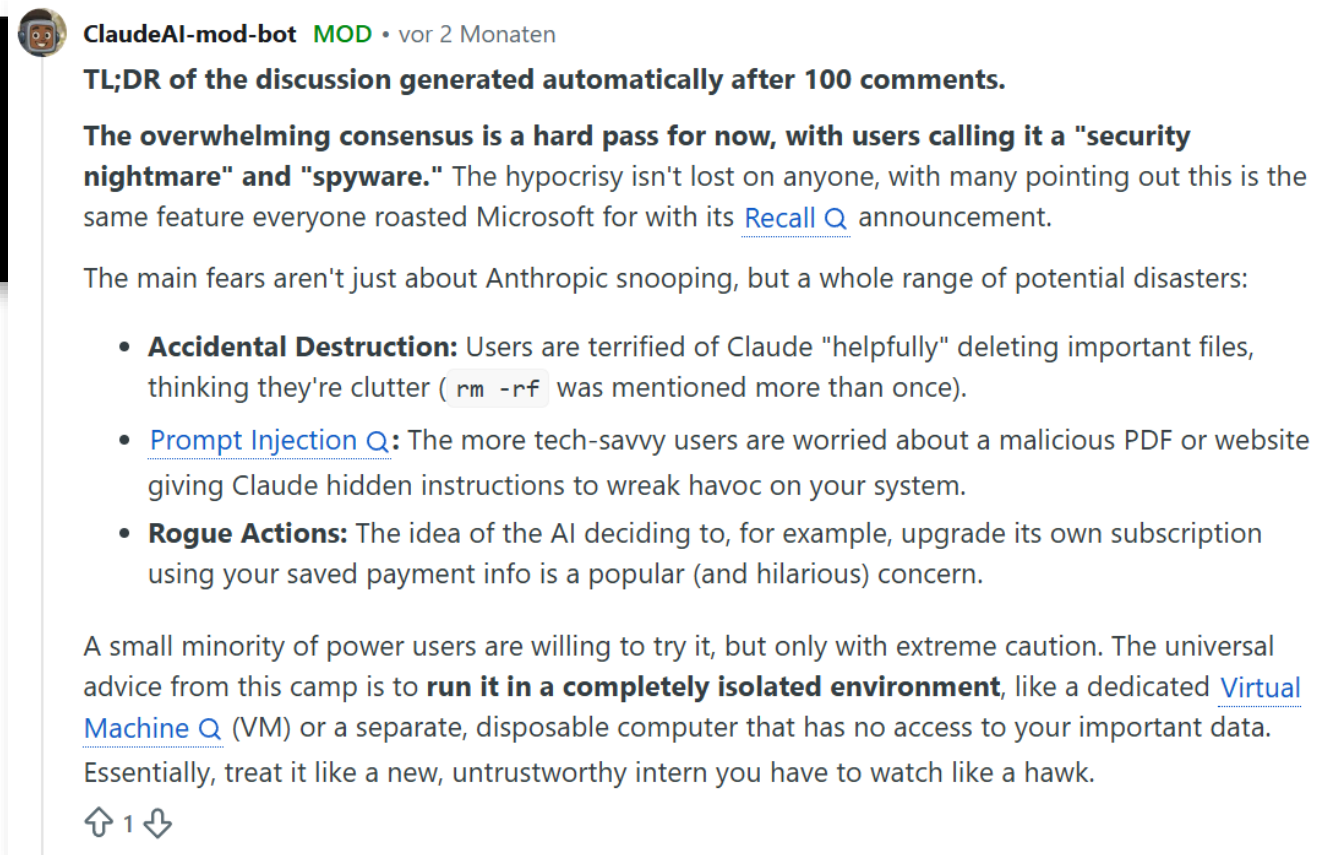 ClaudeAI-mod-bot MOD • vor 2 Monaten
TL;DR of the discussion generated automatically after 100 comments.
The overwhelming consensus is a hard pass for now, with users calling it a "security
nightmare" and "spyware." The hypocrisy isn't lost on anyone, with many pointing out this is the
same feature everyone roasted Microsoft for with its Recall announcement.
The main fears aren't just about Anthropic snooping, but a whole range of potential disasters:
• Accidental Destruction: Users are terrified of Claude "helpfully" deleting important files,
thinking they're clutter ( rm -rf was mentioned more than once).
• Prompt Injection : The more tech-savvy users are worried about a malicious PDF or website
giving Claude hidden instructions to wreak havoc on your system.
• Rogue Actions: The idea of the AI deciding to, for example, upgrade its own subscription
using your saved payment info is a popular (and hilarious) concern.
A small minority of power users are willing to try it, but only with extreme caution. The universal
advice from this camp is to run it in a completely isolated environment, like a dedicated Virtual
Machine (VM) or a separate, disposable computer that has no access to your important data.
Essentially, treat it like a new, untrustworthy intern you have to watch like a hawk.
1